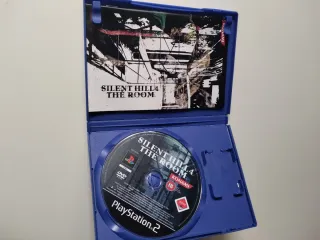 SILENT HILL 4
THE ROOM
SILENT HILL 4
THE ROOM
KONAMI
PlayStation.2